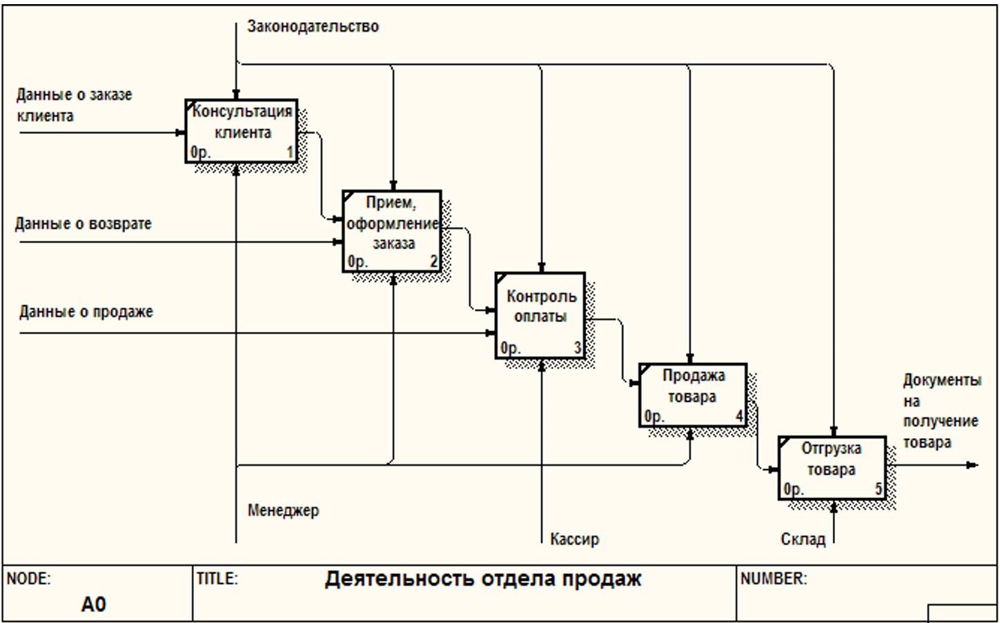 Законодательство
Данные о заказе
клиента
Консультация
клиента
0р. 1
Данные о возврате
Прием,
оформление
заказа
0р. 2
Данные о продаже
Контроль
оплаты
0р. 3
Продажа
товара
0р. 4
Документы
на
получение
товара
Отгрузка
товара
0р. 5
Менеджер
Кассир
Склад
NODE:
A0
TITLE:
Деятельность отдела продаж
NUMBER: